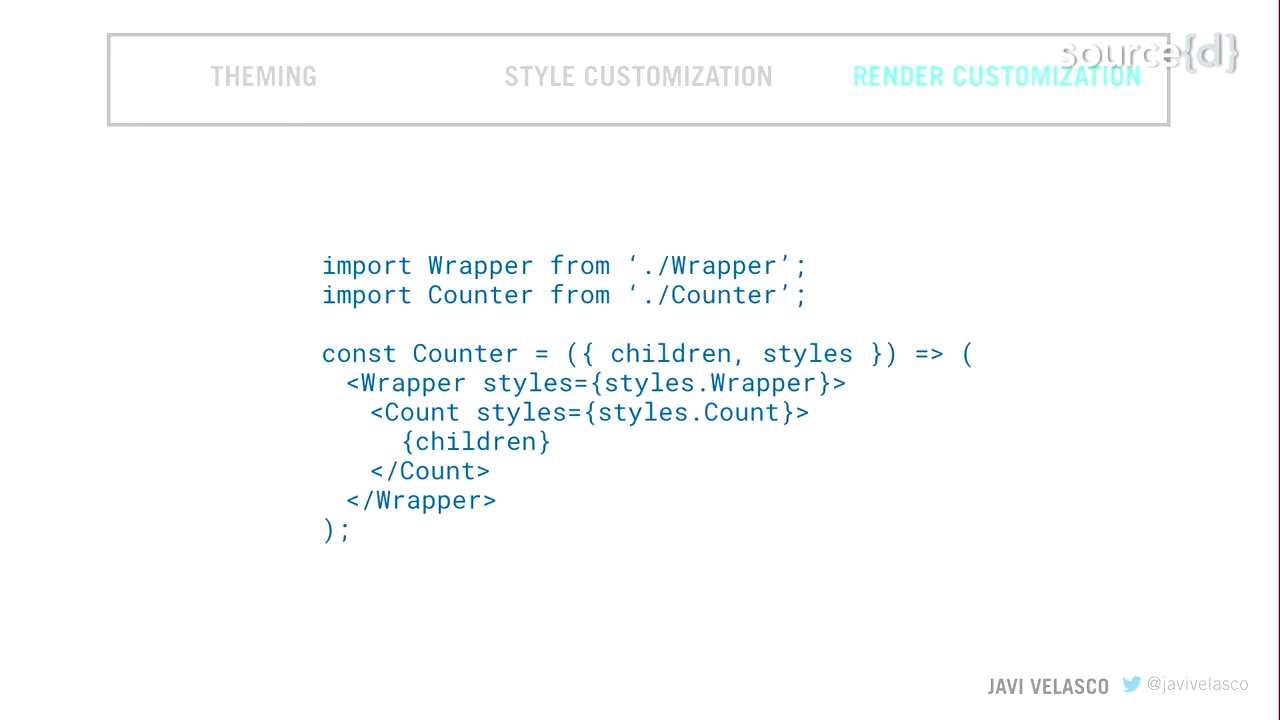 source{d}
THEMING STYLE CUSTOMIZATION RENDER CUSTOMIZATION
import Wrapper from ‘./Wrapper’;
import Counter from ‘./Counter’;
const Counter = ({ children, styles }) => (
<Wrapper styles={styles.Wrapper}>
<Count styles={styles.Count}>
{children}
</Count>
</Wrapper>
);
JAVI VELASCO @javivelasco